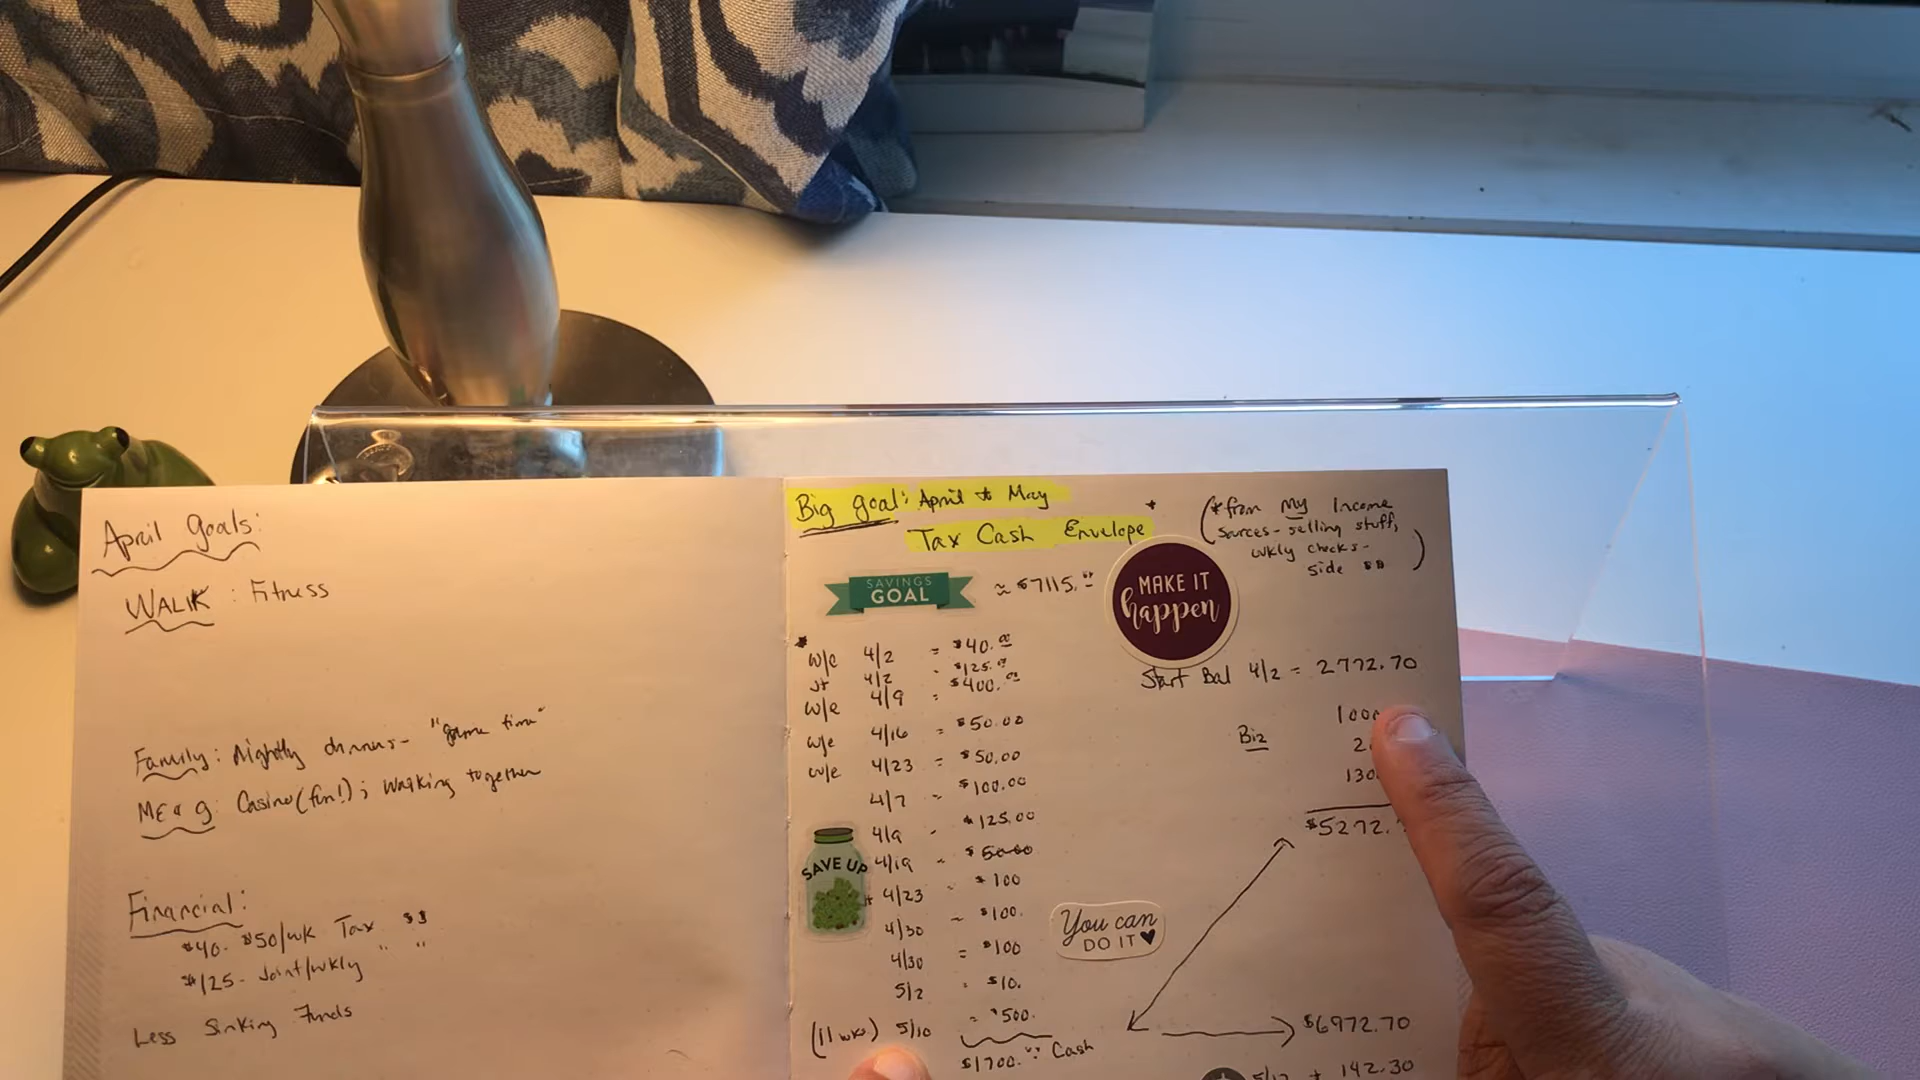 April Goals:
WALK : Fitness
Family: Nightly dinners- "game time"
ME & g: Casino (fun!); walking together
Financial:
$40- $50/wk Tax $$
$125- Joint/wkly " "
Less Sinking Funds
Big goal: April to May
Tax Cash Envelope *
(*from My Income
sources- selling stuff,
wkly checks-
side $$)
SAVINGS
GOAL
≈ $7115.
MAKE IT
happen
* w/e 4/2 = $40.00
Jt 4/2 = $125.00
w/e 4/9 = $400.00
w/e 4/16 = $50.00
w/e 4/23 = $50.00
4/7 = $100.00
4/9 - $125.00
4/19 - $50.00
4/23 - $100
4/30 - $100.
4/30 = $100
5/2 = $10.
(11 wks) 5/10 = $500.
$1700. Cash
SAVE UP
Start Bal 4/2 = 2772.70
Biz
1000
130
$5272.
You can
DO IT
$6972.70
5/12 + 142.30